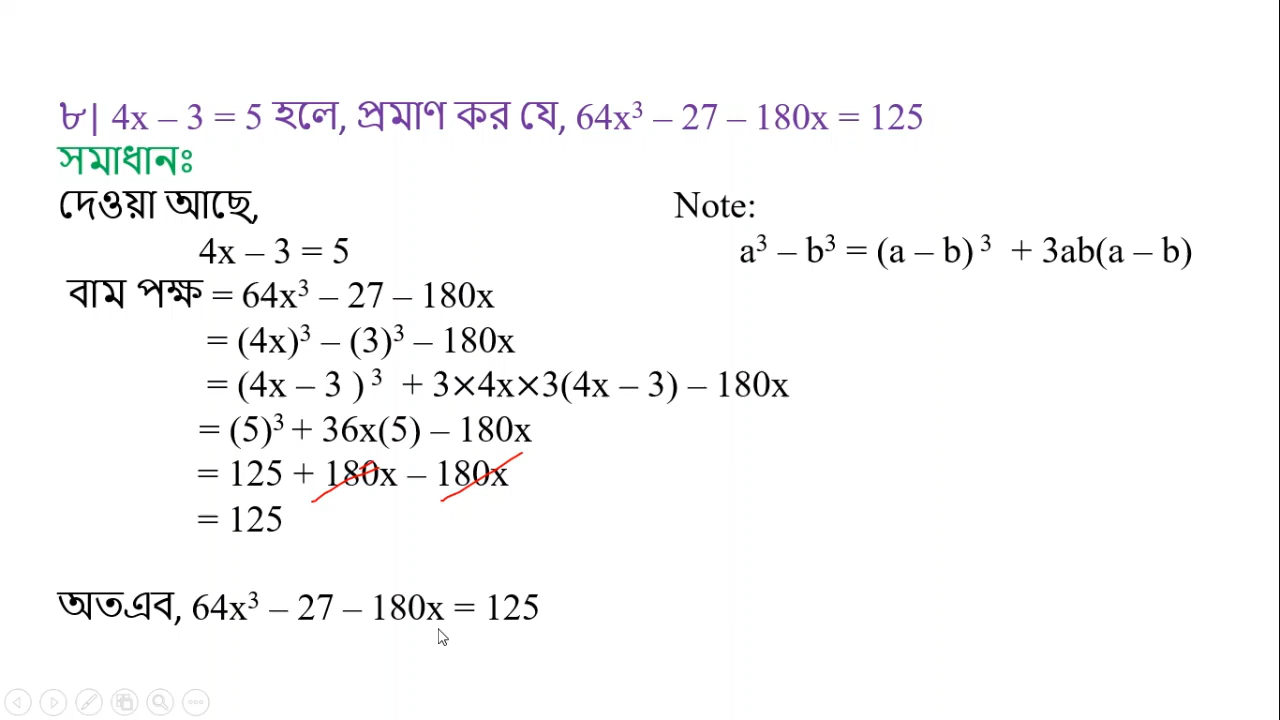 ৮| 4x – 3 = 5 হলে, প্রমাণ কর যে, 64x³ – 27 – 180x = 125
সমাধানঃ
দেওয়া আছে,
4x – 3 = 5
বাম পক্ষ = 64x³ – 27 – 180x
= (4x)³ – (3)³ – 180x
= (4x – 3 ) ³ + 3×4x×3(4x – 3) – 180x
= (5)³ + 36x(5) – 180x
= 125 + 180x – 180x
= 125
অতএব, 64x³ – 27 – 180x = 125
Note:
a³ – b³ = (a – b) ³ + 3ab(a – b)